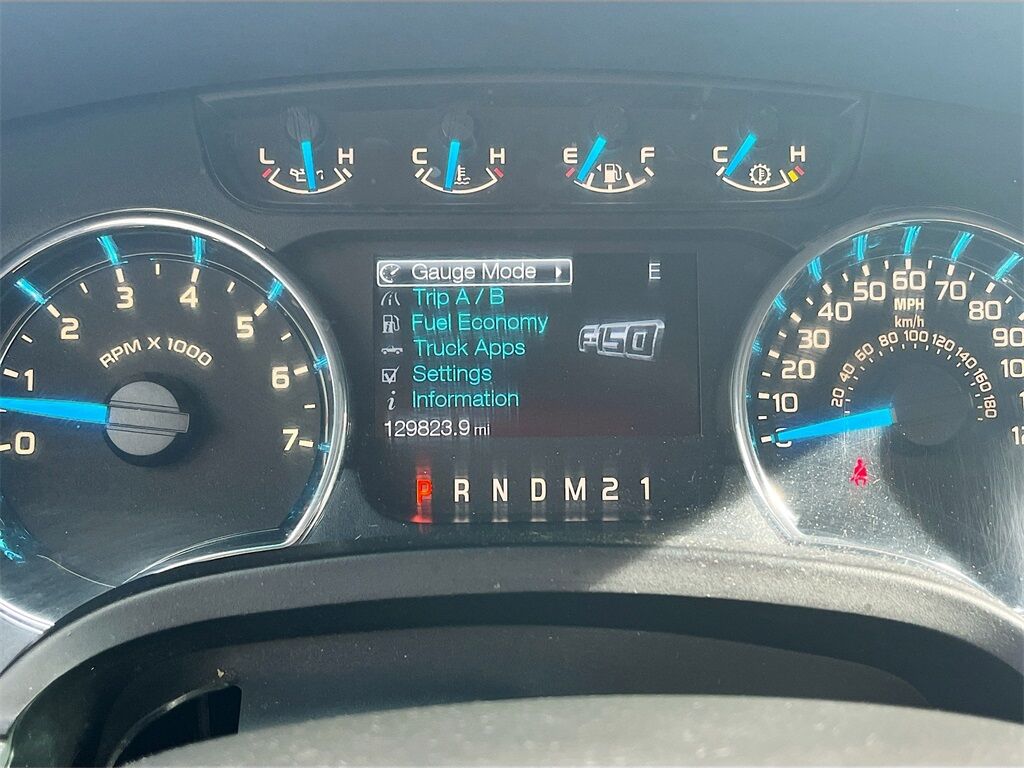 L H
C H
E F
C H
0 1 2 3 4 5 6 7
RPM X 1000
Gauge Mode
E
Trip A / B
Fuel Economy
Truck Apps
Settings
Information
F-150
129823.9 mi
P R N D M 2 1
10 20 30 40 50 60 70 80 90
MPH
km/h
20 40 60 80 100 120 140 160 180